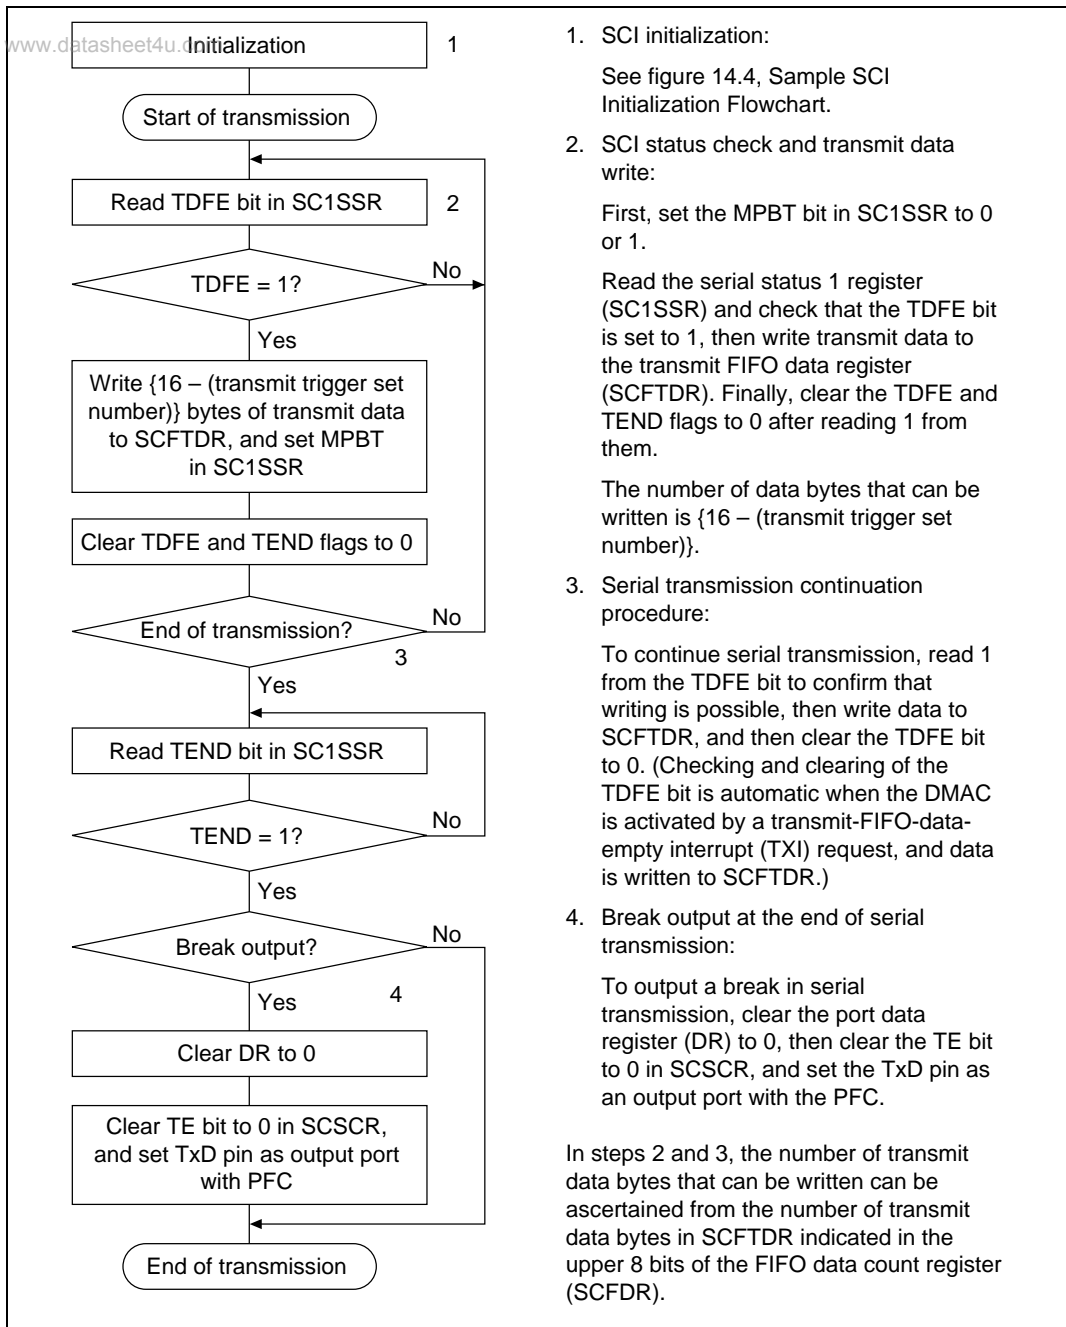 www.datasheet4u.com
Initialization
1
Start of transmission
Read TDFE bit in SC1SSR
2
TDFE = 1?
No
Yes
Write {16 – (transmit trigger set
number)} bytes of transmit data
to SCFTDR, and set MPBT
in SC1SSR
Clear TDFE and TEND flags to 0
End of transmission?
No
3
Yes
Read TEND bit in SC1SSR
TEND = 1?
No
Yes
Break output?
No
4
Yes
Clear DR to 0
Clear TE bit to 0 in SCSCR,
and set TxD pin as output port
with PFC
End of transmission
1. SCI initialization:
See figure 14.4, Sample SCI
Initialization Flowchart.
2. SCI status check and transmit data
write:
First, set the MPBT bit in SC1SSR to 0
or 1.
Read the serial status 1 register
(SC1SSR) and check that the TDFE bit
is set to 1, then write transmit data to
the transmit FIFO data register
(SCFTDR). Finally, clear the TDFE and
TEND flags to 0 after reading 1 from
them.
The number of data bytes that can be
written is {16 – (transmit trigger set
number)}.
3. Serial transmission continuation
procedure:
To continue serial transmission, read 1
from the TDFE bit to confirm that
writing is possible, then write data to
SCFTDR, and then clear the TDFE bit
to 0. (Checking and clearing of the
TDFE bit is automatic when the DMAC
is activated by a transmit-FIFO-data-
empty interrupt (TXI) request, and data
is written to SCFTDR.)
4. Break output at the end of serial
transmission:
To output a break in serial
transmission, clear the port data
register (DR) to 0, then clear the TE bit
to 0 in SCSCR, and set the TxD pin as
an output port with the PFC.
In steps 2 and 3, the number of transmit
data bytes that can be written can be
ascertained from the number of transmit
data bytes in SCFTDR indicated in the
upper 8 bits of the FIFO data count register
(SCFDR).